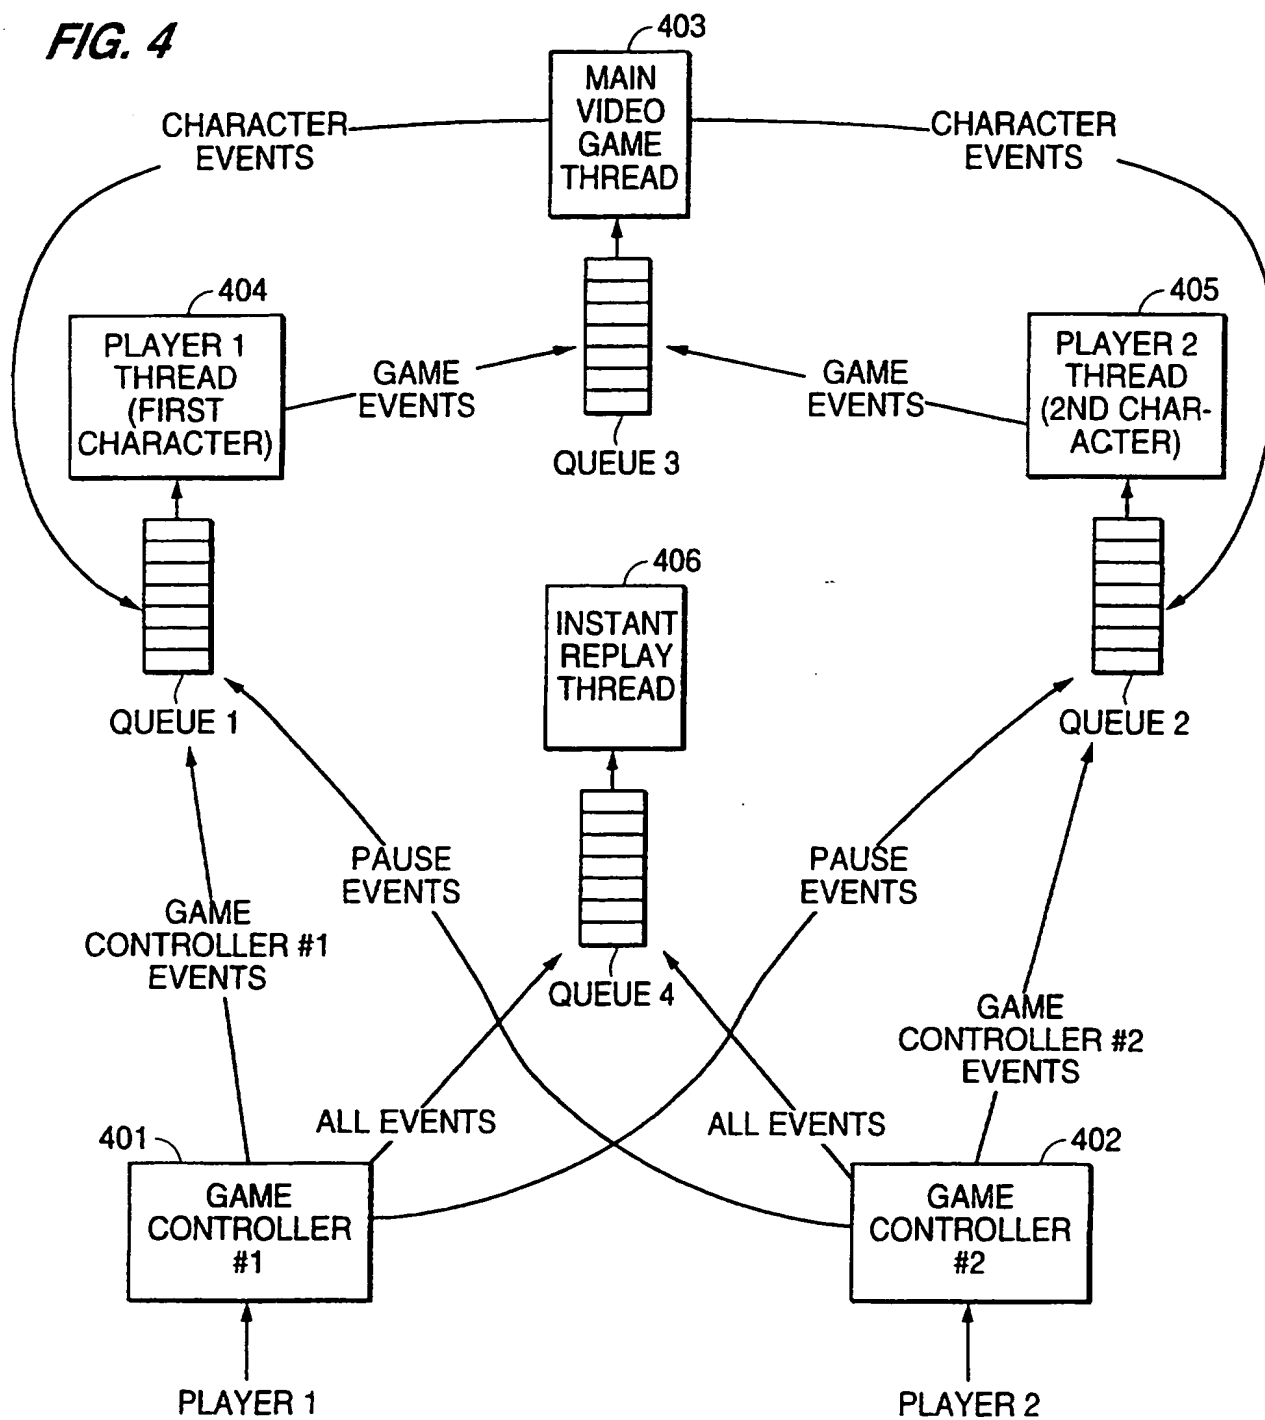 FIG. 4
403
MAIN
VIDEO
GAME
THREAD
CHARACTER
EVENTS
CHARACTER
EVENTS
404
PLAYER 1
THREAD
(FIRST
CHARACTER)
GAME
EVENTS
QUEUE 3
GAME
EVENTS
405
PLAYER 2
THREAD
(2ND CHAR-
ACTER)
406
INSTANT
REPLAY
THREAD
QUEUE 1
QUEUE 2
PAUSE
EVENTS
PAUSE
EVENTS
GAME
CONTROLLER #1
EVENTS
QUEUE 4
GAME
CONTROLLER #2
EVENTS
ALL EVENTS
ALL EVENTS
401
GAME
CONTROLLER
#1
402
GAME
CONTROLLER
#2
PLAYER 1
PLAYER 2